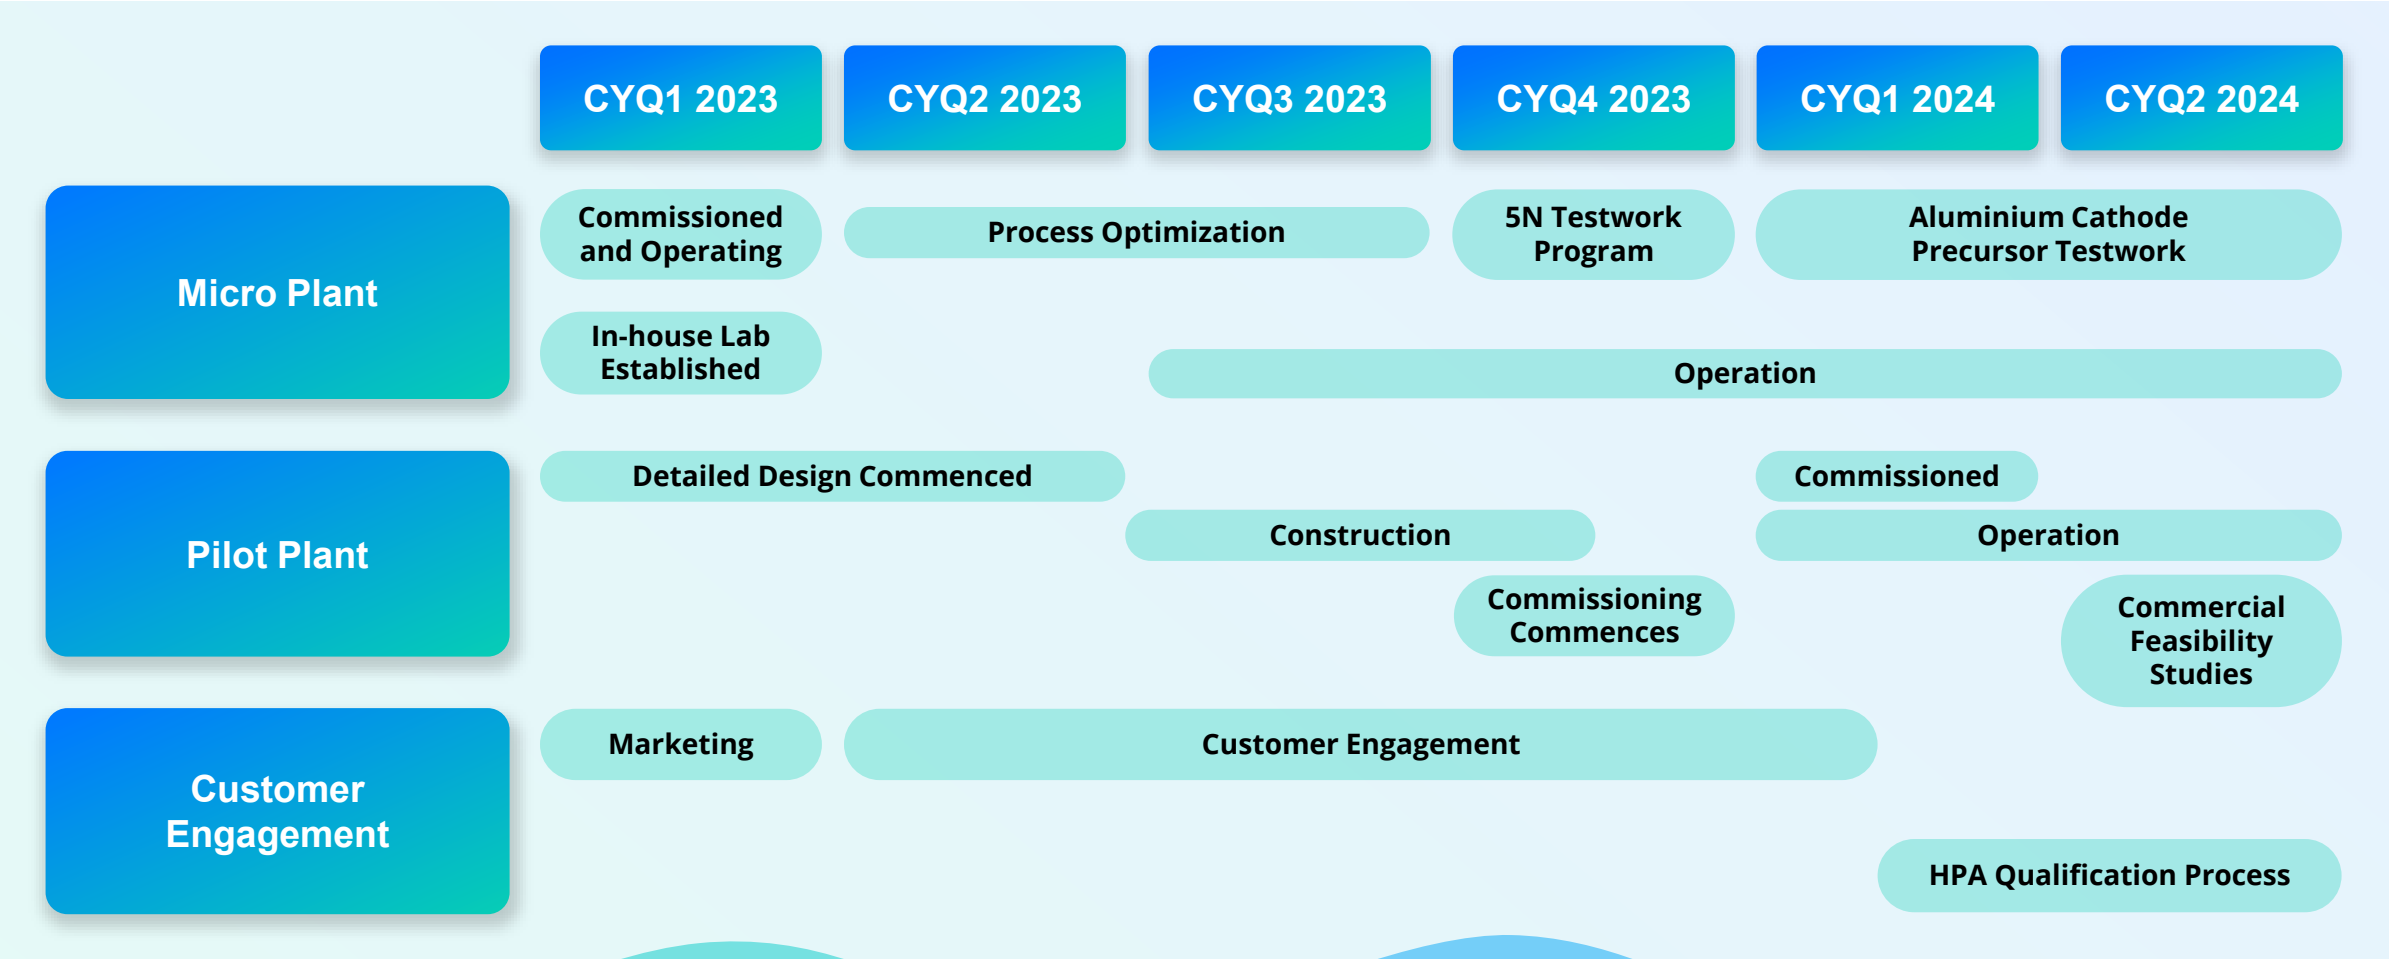 CYQ1 2023
CYQ2 2023
CYQ3 2023
CYQ4 2023
CYQ1 2024
CYQ2 2024
Micro Plant
Commissioned
and Operating
Process Optimization
5N Testwork
Program
Aluminium Cathode
Precursor Testwork
In-house Lab
Established
Operation
Pilot Plant
Detailed Design Commenced
Commissioned
Construction
Operation
Commissioning
Commences
Commercial
Feasibility
Studies
Customer
Engagement
Marketing
Customer Engagement
HPA Qualification Process